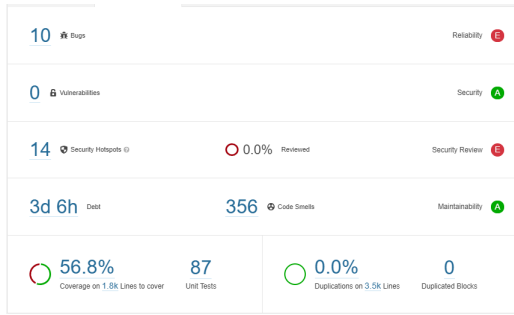 10 Bugs Reliability E
0 Vulnerabilities Security A
14 Security Hotspots 0.0% Reviewed Security Review E
3d 6h Debt 356 Code Smells Maintainability A
56.8% 87 0.0% 0
Coverage on 1.8k Lines to cover Unit Tests Duplications on 3.5k Lines Duplicated Blocks